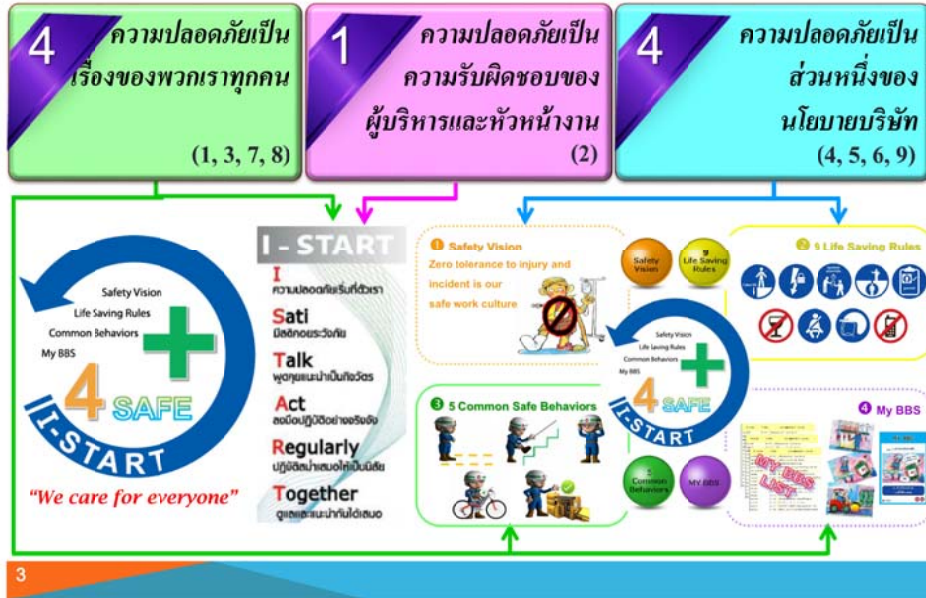 4
ความปลอดภัยเป็น
เรื่องของพวกเราทุกคน
(1, 3, 7, 8)
1
ความปลอดภัยเป็น
ความรับผิดชอบของ
ผู้บริหารและหัวหน้างาน
(2)
4
ความปลอดภัยเป็น
ส่วนหนึ่งของ
นโยบายบริษัท
(4, 5, 6, 9)
Safety Vision
Life Saving Rules
Common Behaviors
My BBS
4 SAFE
I-START
“We care for everyone”
I - START
I
ความปลอดภัยเริ่มที่ตัวเรา
Sati
มีสติคอยระวังภัย
Talk
พูดคุยแนะนำเป็นกิจวัตร
Act
ลงมือปฏิบัติอย่างจริงจัง
Regularly
ปฏิบัติสม่ำเสมอให้เป็นนิสัย
Together
ดูแลและแนะนำกันได้เสมอ
1 Safety Vision
Zero tolerance to injury and
incident is our
safe work culture
Safety
Vision
9
Life Saving
Rules
2 9 Life Saving Rules
Safety Vision
Life Saving Rules
Common Behaviors
My BBS
4 SAFE
I-START
3 5 Common Safe Behaviors
5
Common
Behaviors
MY BBS
4 My BBS
MY BBS
LIST
3